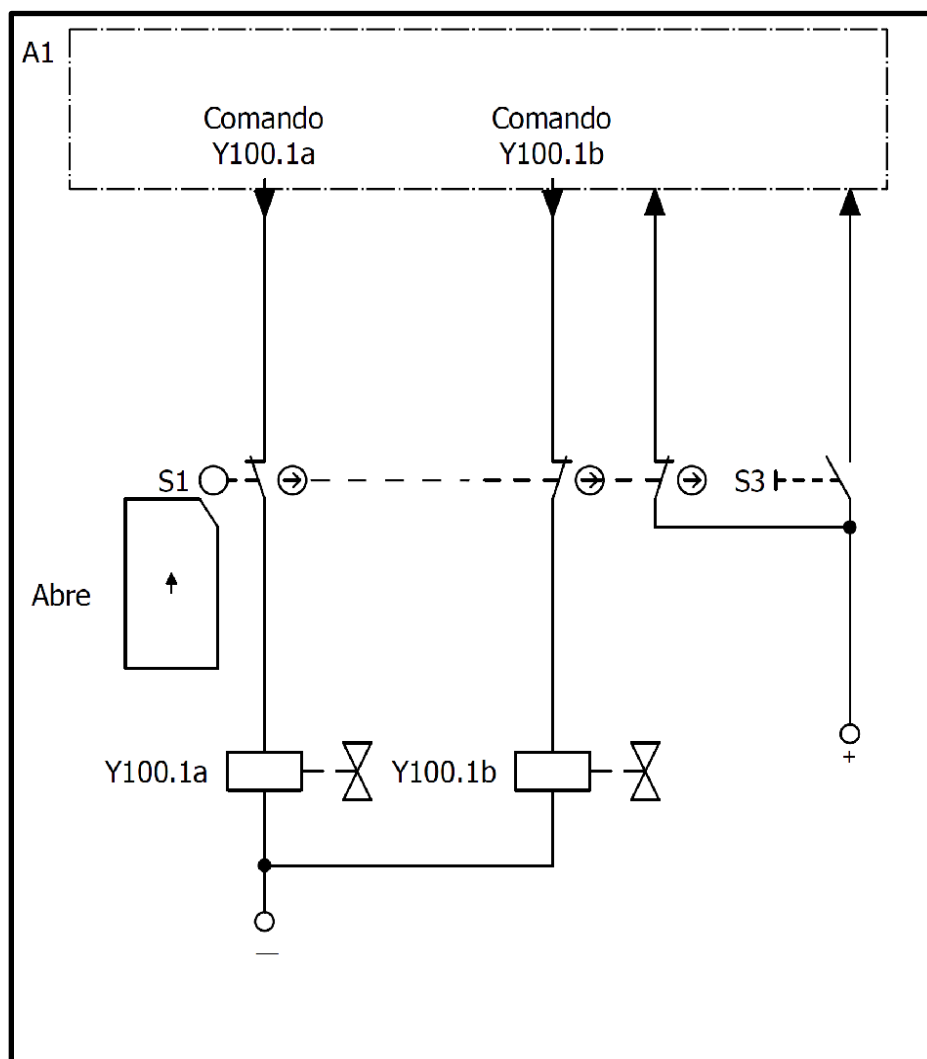 A1
Comando
Y100.1a
Comando
Y100.1b
S1
S3
Abre
Y100.1a
Y100.1b
+
—